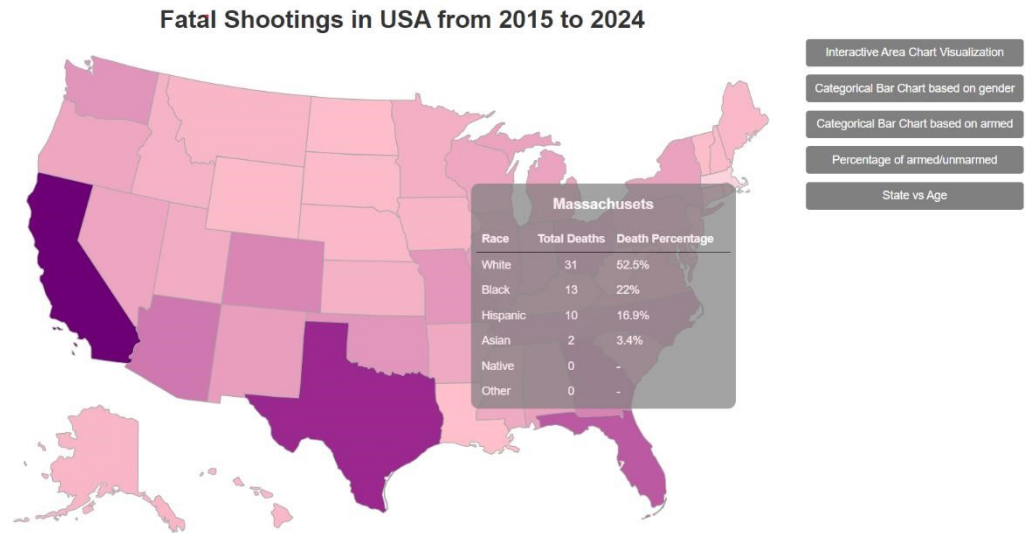 Fatal Shootings in USA from 2015 to 2024
Interactive Area Chart Visualization
Categorical Bar Chart based on gender
Categorical Bar Chart based on armed
Percentage of armed/unmarmed
State vs Age
Massachusets
Race Total Deaths Death Percentage
White 31 52.5%
Black 13 22%
Hispanic 10 16.9%
Asian 2 3.4%
Native 0 -
Other 0 -